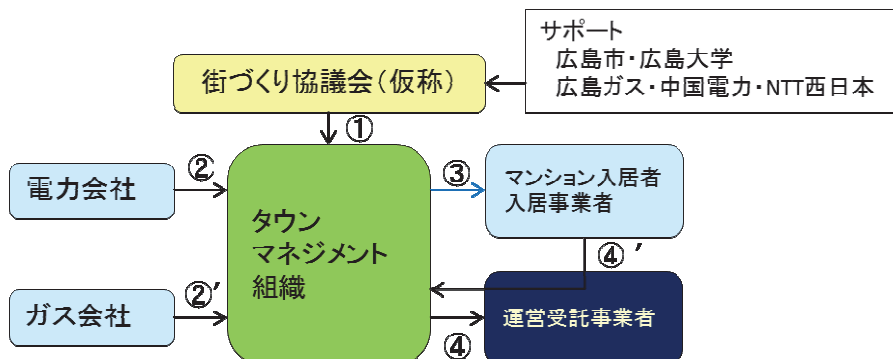 サポート
広島市・広島大学
広島ガス・中国電力・NTT西日本
街づくり協議会(仮称)
①
電力会社
②
タウン
マネジメント
組織
③
マンション入居者
入居事業者
④ ’
ガス会社
②’
④
運営受託事業者